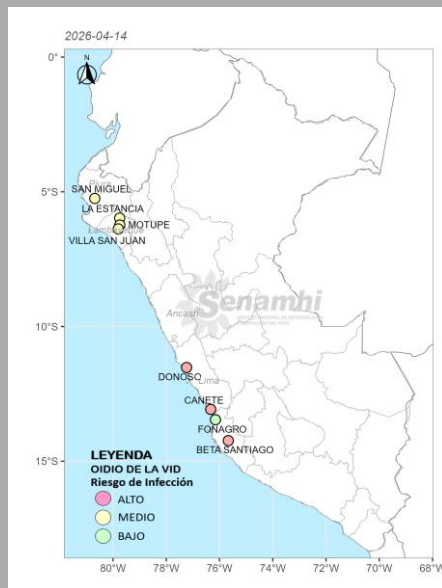 2026-04-14
N
0°
5°S
10°S
15°S
Piura
SAN MIGUEL
LA ESTANCIA
MOTUPE
Lambayeque
VILLA SAN JUAN
Senamhi
Ancash
DONOSO
Lima
CANETE
FONAGRO
BETA SANTIAGO
LEYENDA
OIDIO DE LA VID
Riesgo de Infección
ALTO
MEDIO
BAJO
80°W
78°W
76°W
74°W
72°W
70°W
68°W